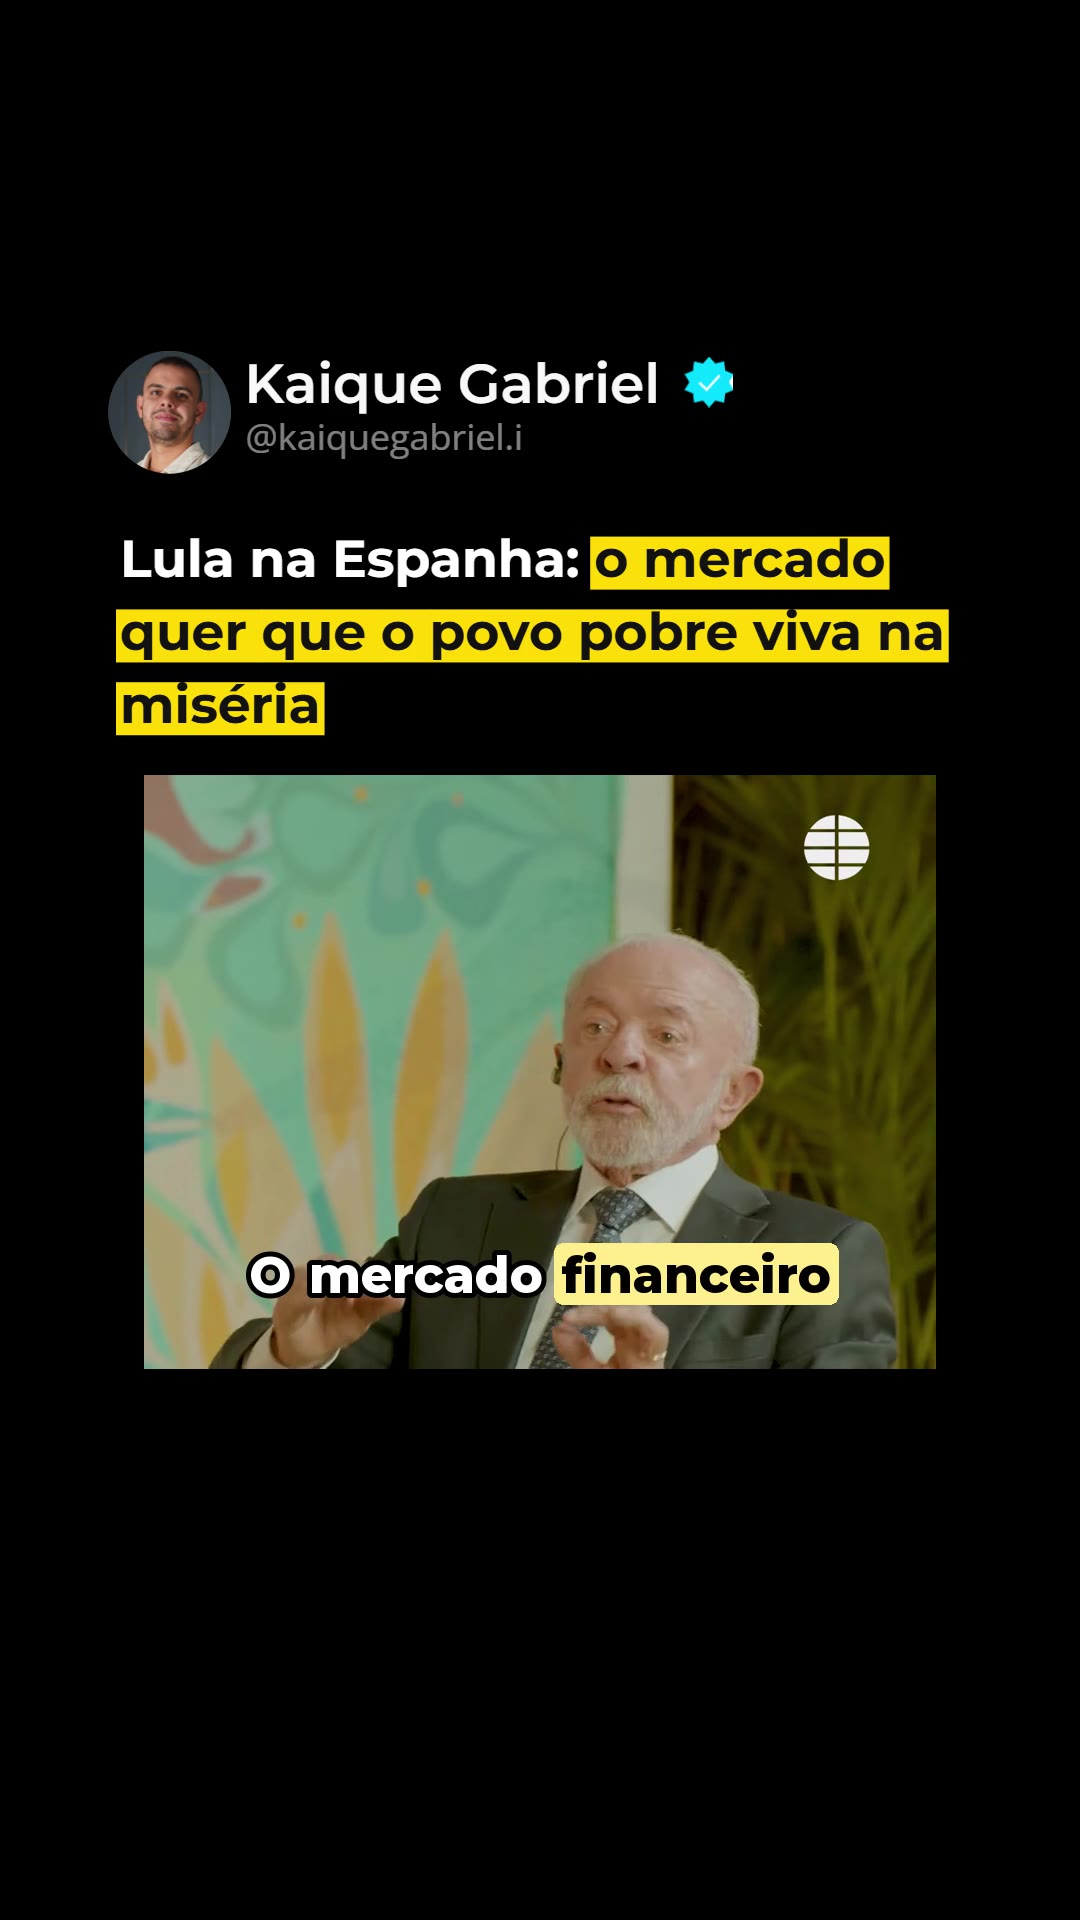 Kaique Gabriel
@kaiquegabriel.i
Lula na Espanha: o mercado
quer que o povo pobre viva na
miséria
O mercado financeiro